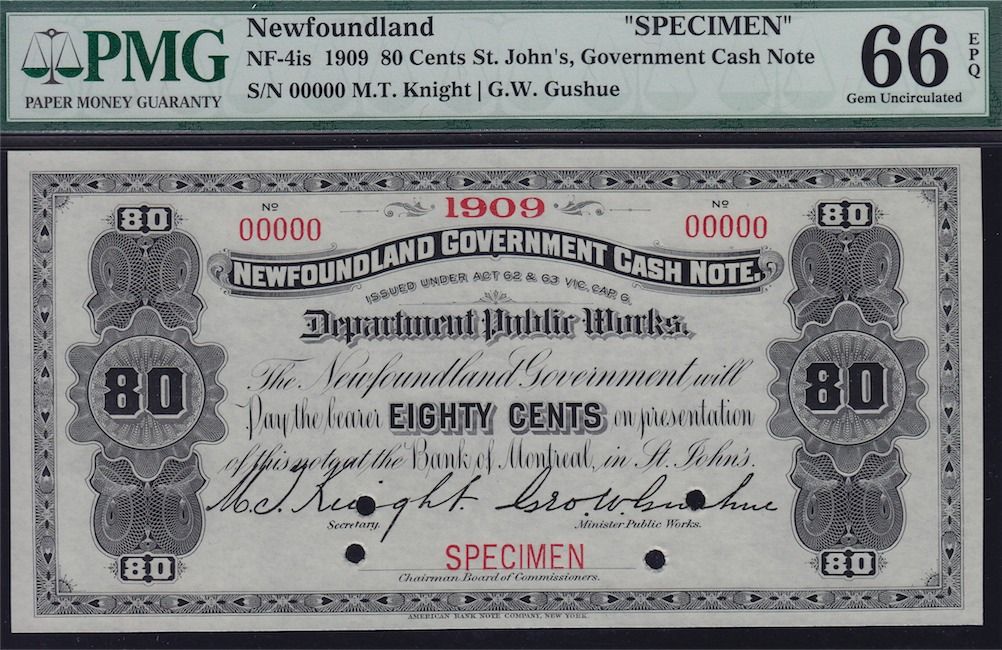 PMG
PAPER MONEY GUARANTY
Newfoundland "SPECIMEN"
NF-4is 1909 80 Cents St. John's, Government Cash Note
S/N 00000 M.T. Knight | G.W. Gushue
66 EPQ
Gem Uncirculated
80 Nº 00000 1909 Nº 00000 80
NEWFOUNDLAND GOVERNMENT CASH NOTE.
ISSUED UNDER ACT 62 & 63 VIC. CAP. 6.
Department Public Works.
The Newfoundland Government will
80 Pay the bearer EIGHTY CENTS on presentation 80
of this note at the Bank of Montreal, in St. John's.
M. T. Knight. Geo. W. Gushue
Secretary. Minister Public Works.
80 SPECIMEN 80
Chairman Board of Commissioners.
AMERICAN BANK NOTE COMPANY, NEW YORK.